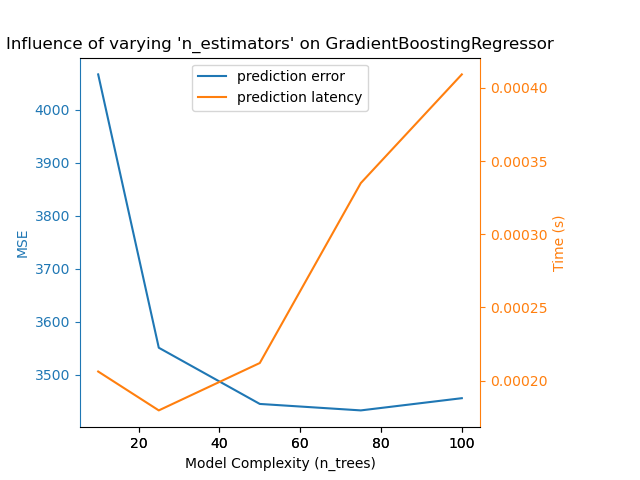 Influence of varying 'n_estimators' on GradientBoostingRegressor
prediction error
prediction latency
4000
3900
3800
3700
3600
3500
MSE
0.00040
0.00035
0.00030
0.00025
0.00020
Time (s)
20 40 60 80 100
Model Complexity (n_trees)